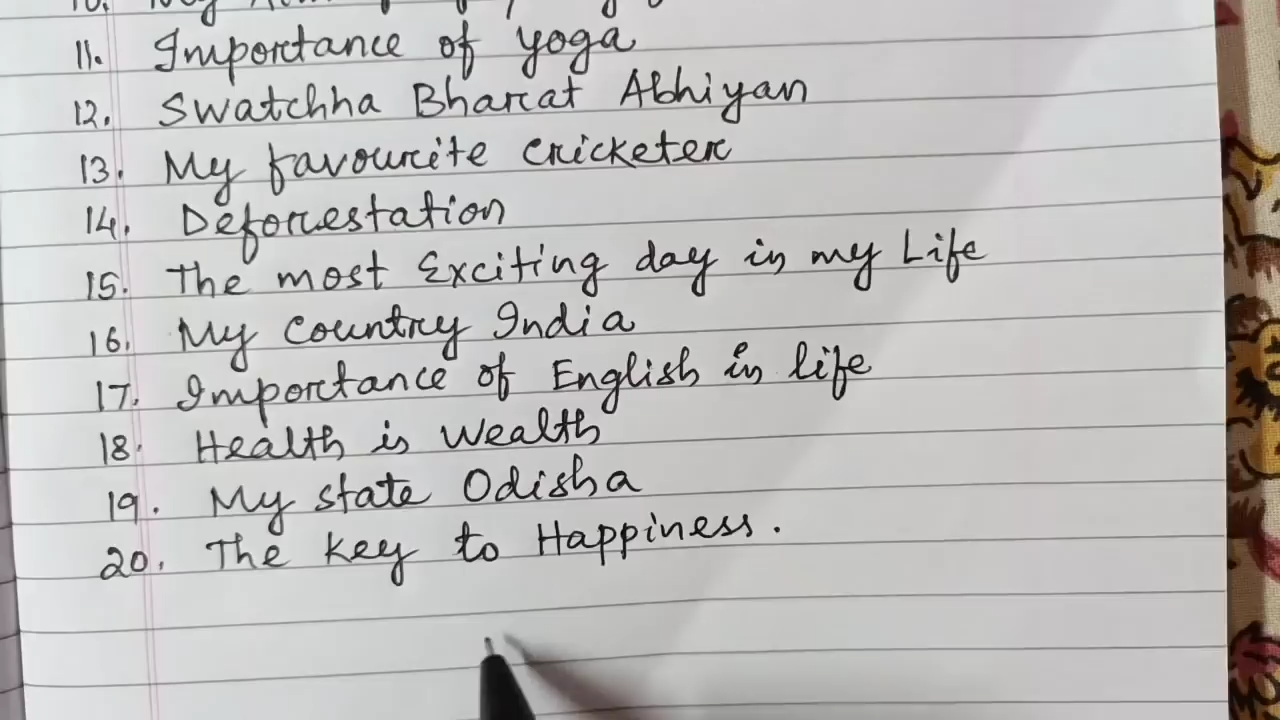 10. My
11. Importance of yoga
12. Swatchha Bharat Abhiyan
13. My favourite cricketer
14. Deforestation
15. The most Exciting day in my Life
16. My Country India
17. Importance of English in life
18. Health is Wealth
19. My state Odisha
20. The Key to Happiness.